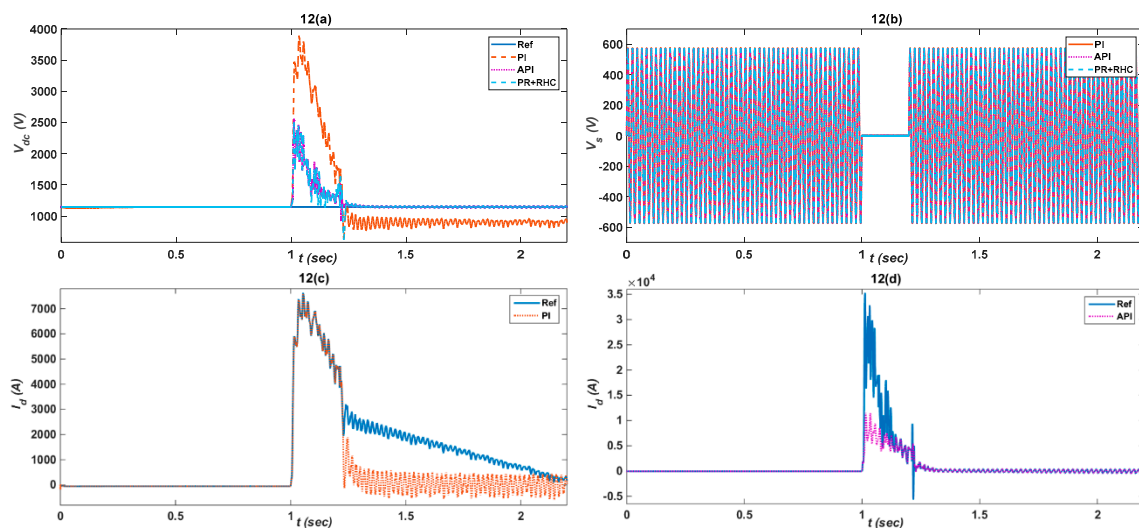 12(a)
V_dc (V)
4000
3500
3000
2500
2000
1500
1000
Ref
PI
API
PR+RHC
0
0.5
1
1.5
2
t (sec)
12(b)
V_s (V)
600
400
200
0
-200
-400
-600
PI
API
PR+RHC
0
0.5
1
1.5
2
t (sec)
12(c)
I_d (A)
7000
6000
5000
4000
3000
2000
1000
0
Ref
PI
0
0.5
1
1.5
2
t (sec)
12(d)
×10^4
I_d (A)
3.5
3
2.5
2
1.5
1
0.5
0
-0.5
Ref
API
0
0.5
1
1.5
2
t (sec)